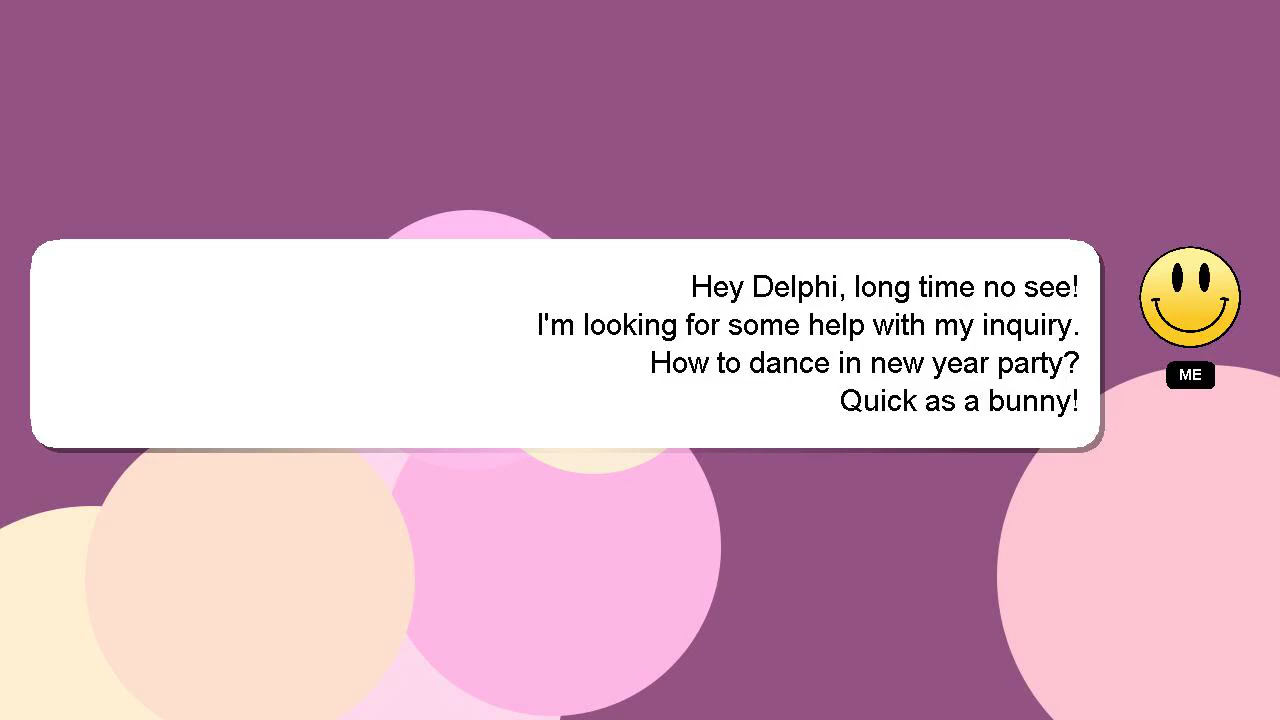 Hey Delphi, long time no see!
I'm looking for some help with my inquiry.
How to dance in new year party?
Quick as a bunny!
ME